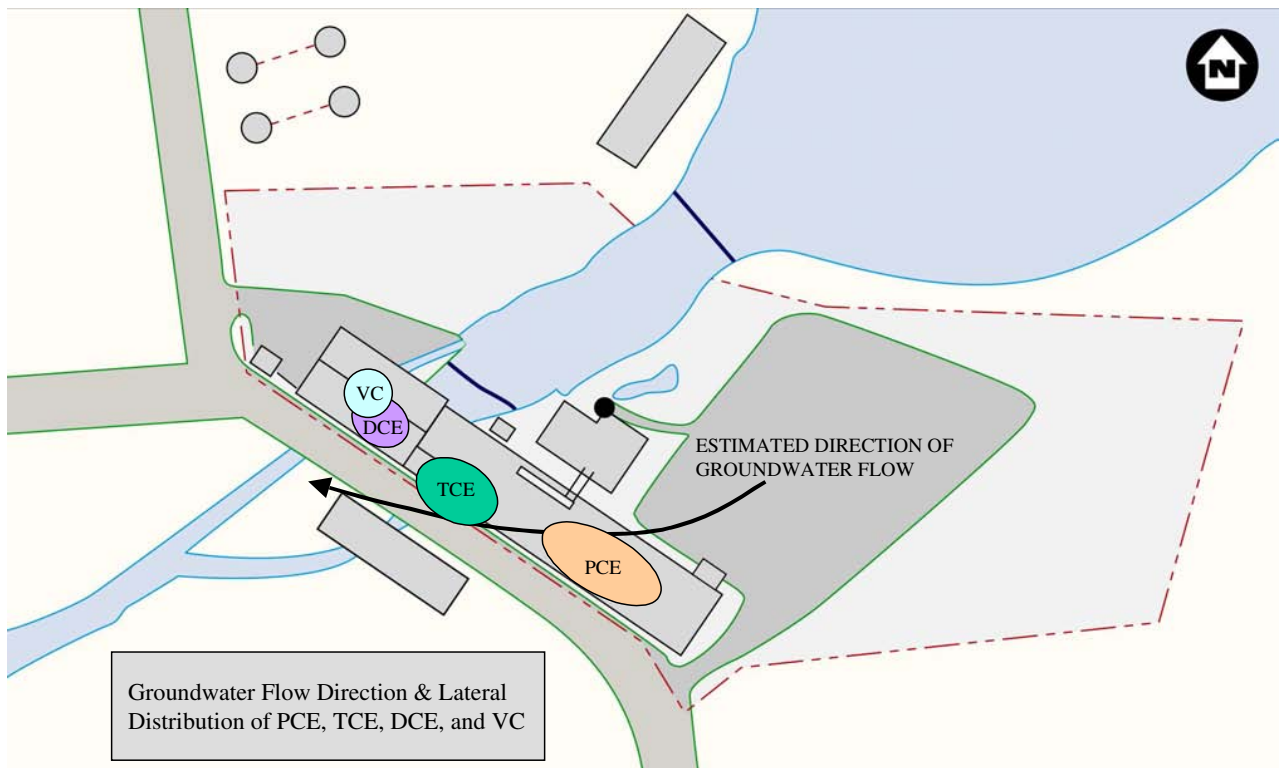 N
VC
DCE
TCE
PCE
ESTIMATED DIRECTION OF
GROUNDWATER FLOW
Groundwater Flow Direction & Lateral
Distribution of PCE, TCE, DCE, and VC